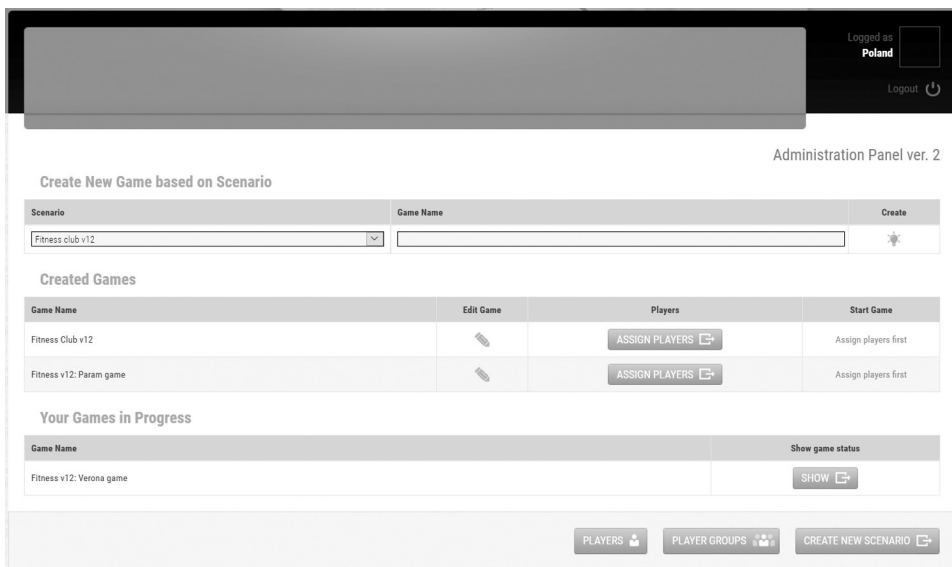 Logged as
Poland
Logout
Administration Panel ver. 2
Create New Game based on Scenario
Scenario Game Name Create
Fitness club v12
Created Games
Game Name Edit Game Players Start Game
Fitness Club v12 ASSIGN PLAYERS Assign players first
Fitness v12: Param game ASSIGN PLAYERS Assign players first
Your Games in Progress
Game Name Show game status
Fitness v12: Verona game SHOW
PLAYERS PLAYER GROUPS CREATE NEW SCENARIO